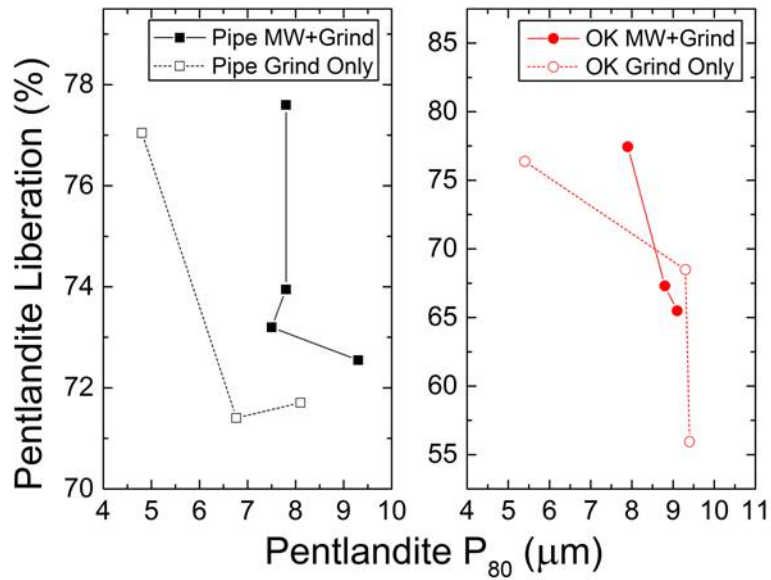 Pipe MW+Grind
Pipe Grind Only
OK MW+Grind
OK Grind Only
Pentlandite Liberation (%)
78
76
74
72
70
85
80
75
70
65
60
55
4 5 6 7 8 9 10
4 5 6 7 8 9 10 11
Pentlandite P80 (μm)